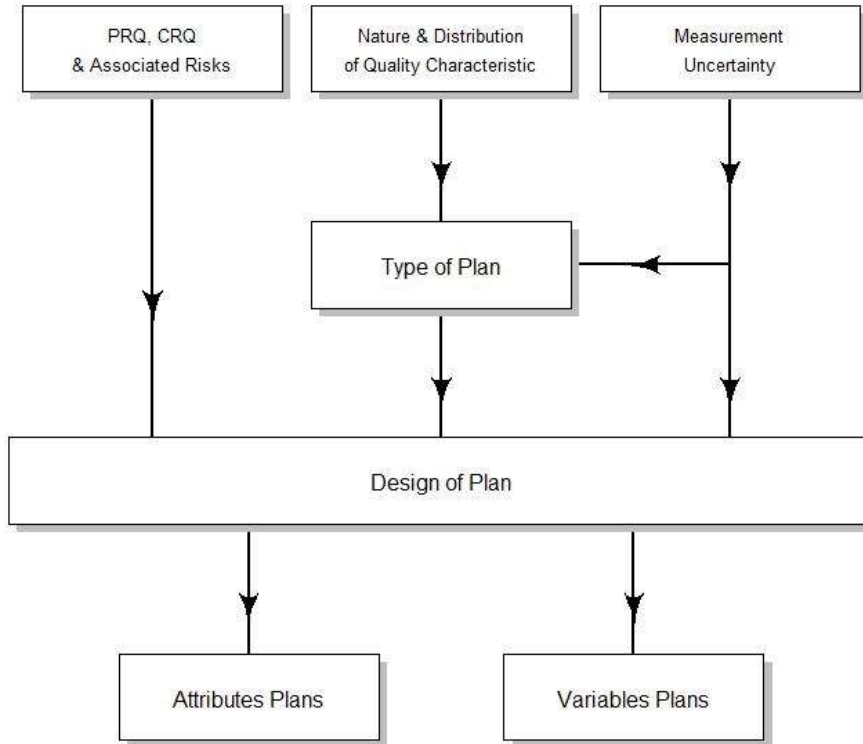 PRQ, CRQ
& Associated Risks
Nature & Distribution
of Quality Characteristic
Measurement
Uncertainty
Type of Plan
Design of Plan
Attributes Plans
Variables Plans